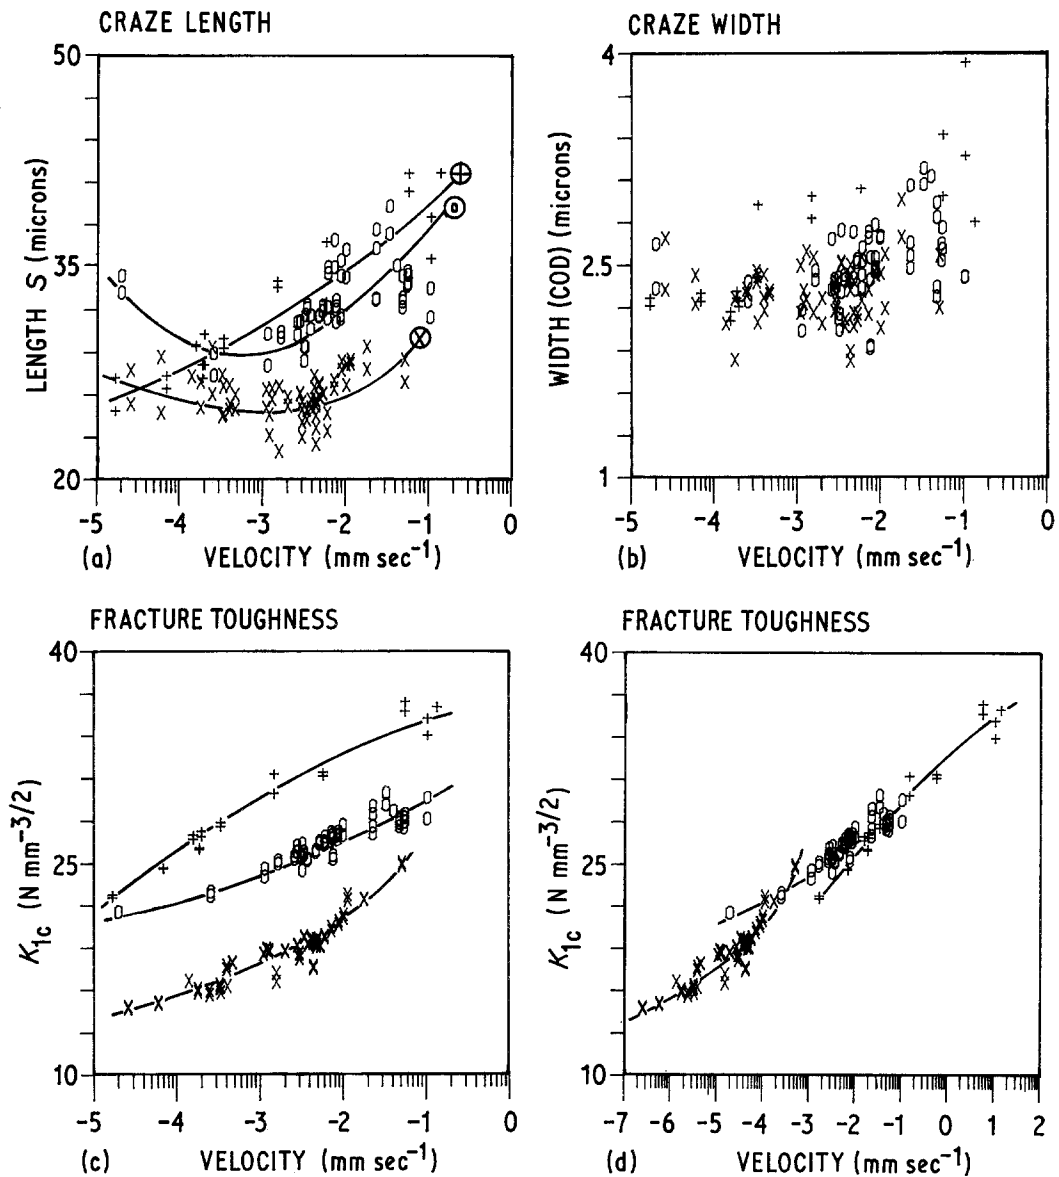 CRAZE LENGTH
50
35
20
LENGTH S (microns)
-5 -4 -3 -2 -1 0
(a) VELOCITY (mm sec⁻¹)
CRAZE WIDTH
4
2.5
1
WIDTH (COD) (microns)
-5 -4 -3 -2 -1 0
(b) VELOCITY (mm sec⁻¹)
FRACTURE TOUGHNESS
40
25
10
K1c (N mm⁻³/²)
-5 -4 -3 -2 -1 0
(c) VELOCITY (mm sec⁻¹)
FRACTURE TOUGHNESS
40
25
10
K1c (N mm⁻³/²)
-7 -6 -5 -4 -3 -2 -1 0 1 2
(d) VELOCITY (mm sec⁻¹)